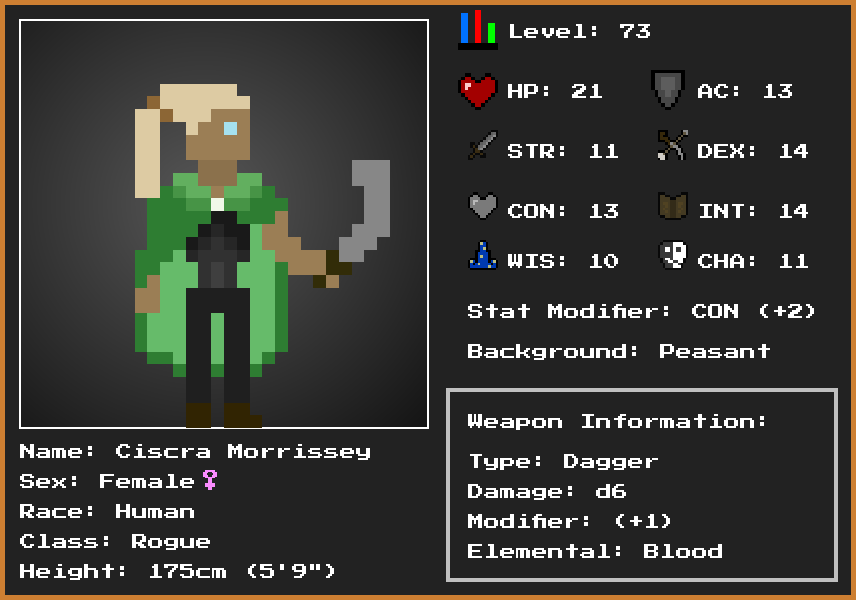 Level: 73
HP: 21
AC: 13
STR: 11
DEX: 14
CON: 13
INT: 14
WIS: 10
CHA: 11
Stat Modifier: CON (+2)
Background: Peasant
Weapon Information:
Type: Dagger
Damage: d6
Modifier: (+1)
Elemental: Blood
Name: Ciscra Morrissey
Sex: Female♀
Race: Human
Class: Rogue
Height: 175cm (5'9")